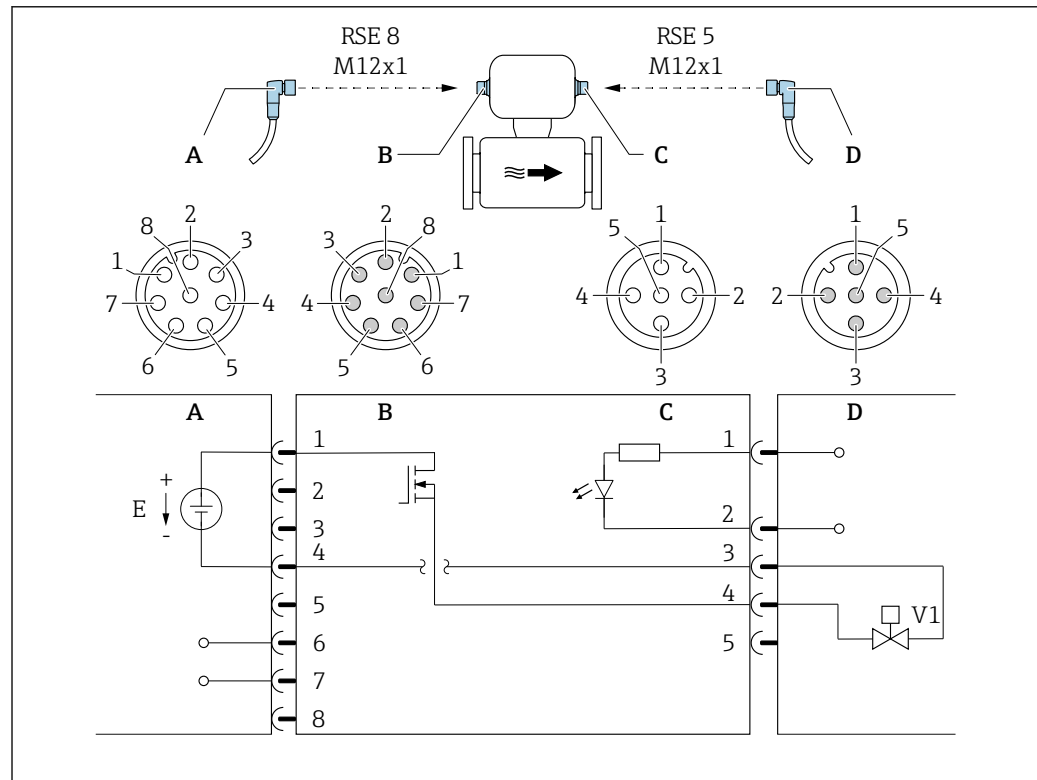 RSE 8 RSE 5
M12x1 M12x1
A B C D
8 2 3 2 8 5 1 1 5
1 3 1
7 4 4 7 4 2 2 4
6 5 5 6 3 3
A B C D
1 1
+ 2
E 3 2
- 4 3
5 4 V1
6 5
7
8